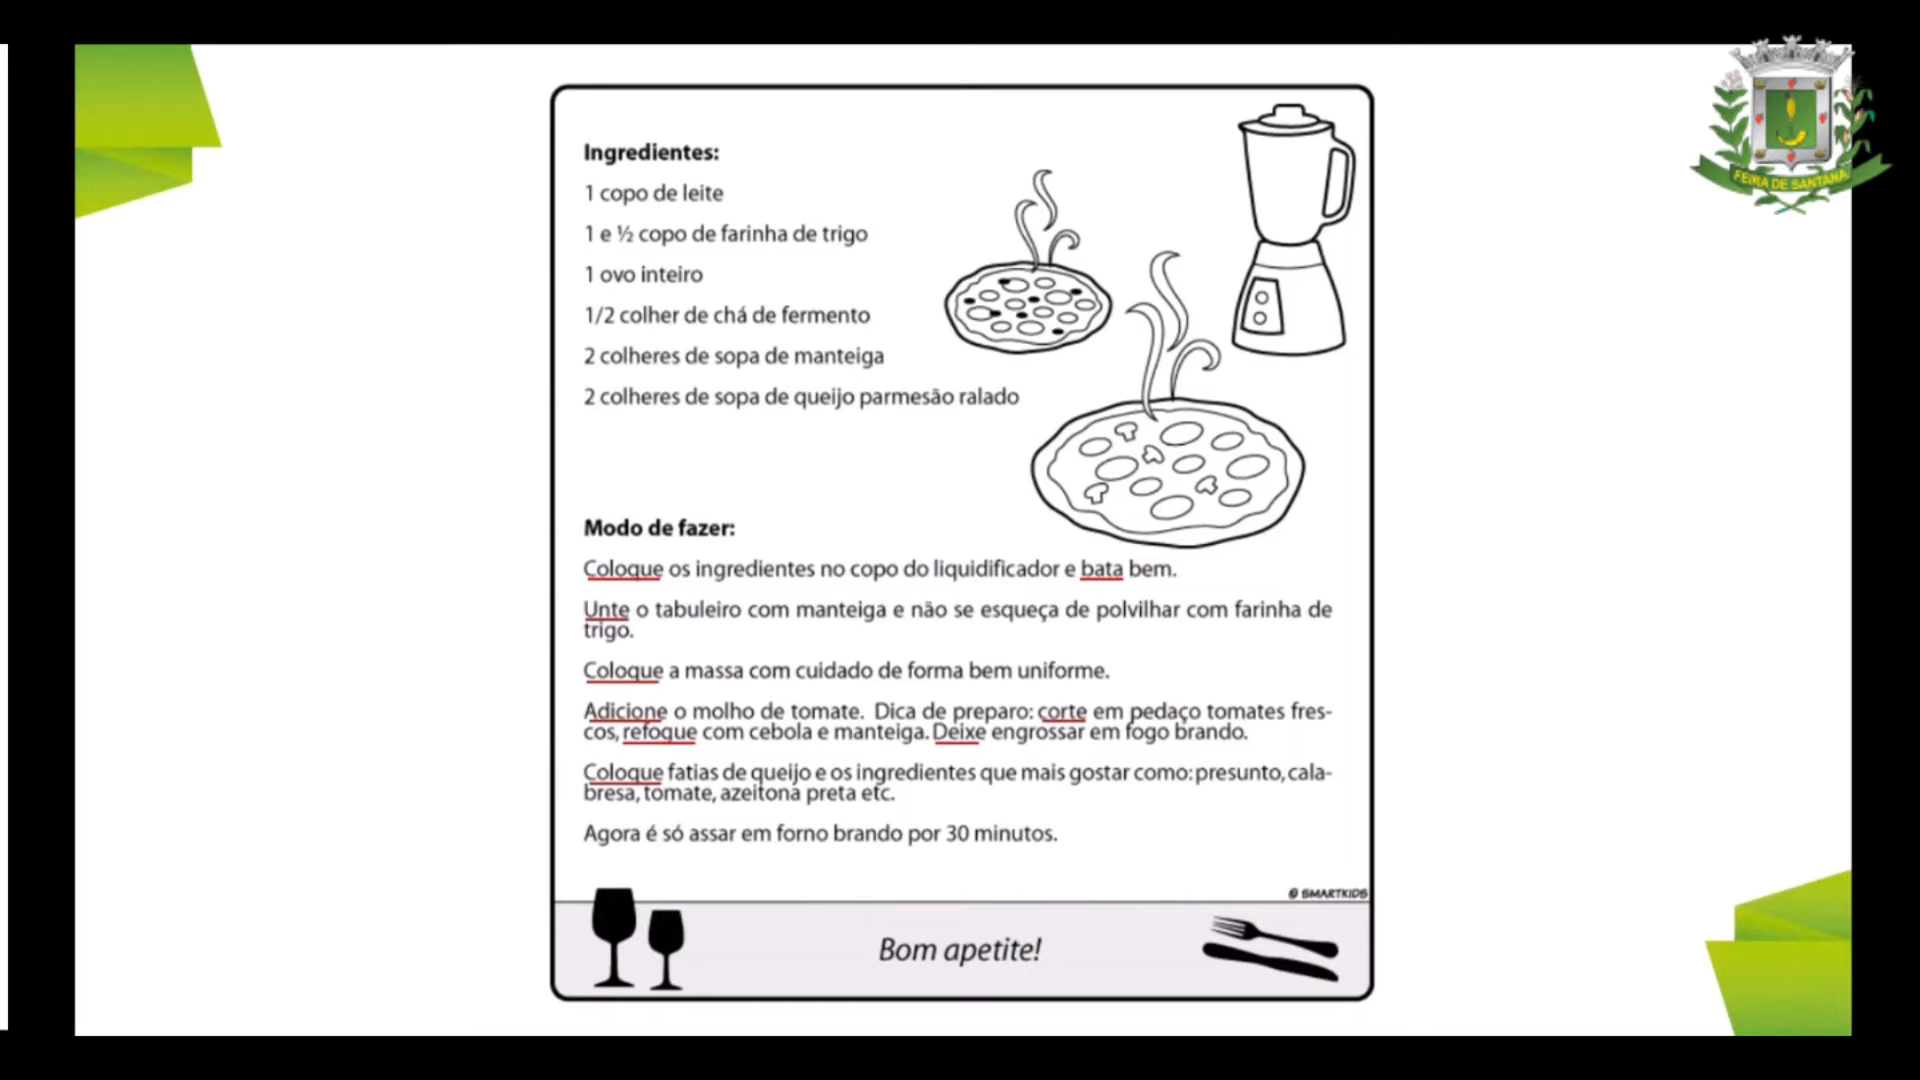 FEIRA DE SANTANA
Ingredientes:
1 copo de leite
1 e ½ copo de farinha de trigo
1 ovo inteiro
1/2 colher de chá de fermento
2 colheres de sopa de manteiga
2 colheres de sopa de queijo parmesão ralado
Modo de fazer:
Coloque os ingredientes no copo do liquidificador e bata bem.
Unte o tabuleiro com manteiga e não se esqueça de polvilhar com farinha de
trigo.
Coloque a massa com cuidado de forma bem uniforme.
Adicione o molho de tomate. Dica de preparo: corte em pedaço tomates fres-
cos, refogue com cebola e manteiga. Deixe engrossar em fogo brando.
Coloque fatias de queijo e os ingredientes que mais gostar como: presunto, cala-
bresa, tomate, azeitona preta etc.
Agora é só assar em forno brando por 30 minutos.
© SMARTKIDS
Bom apetite!